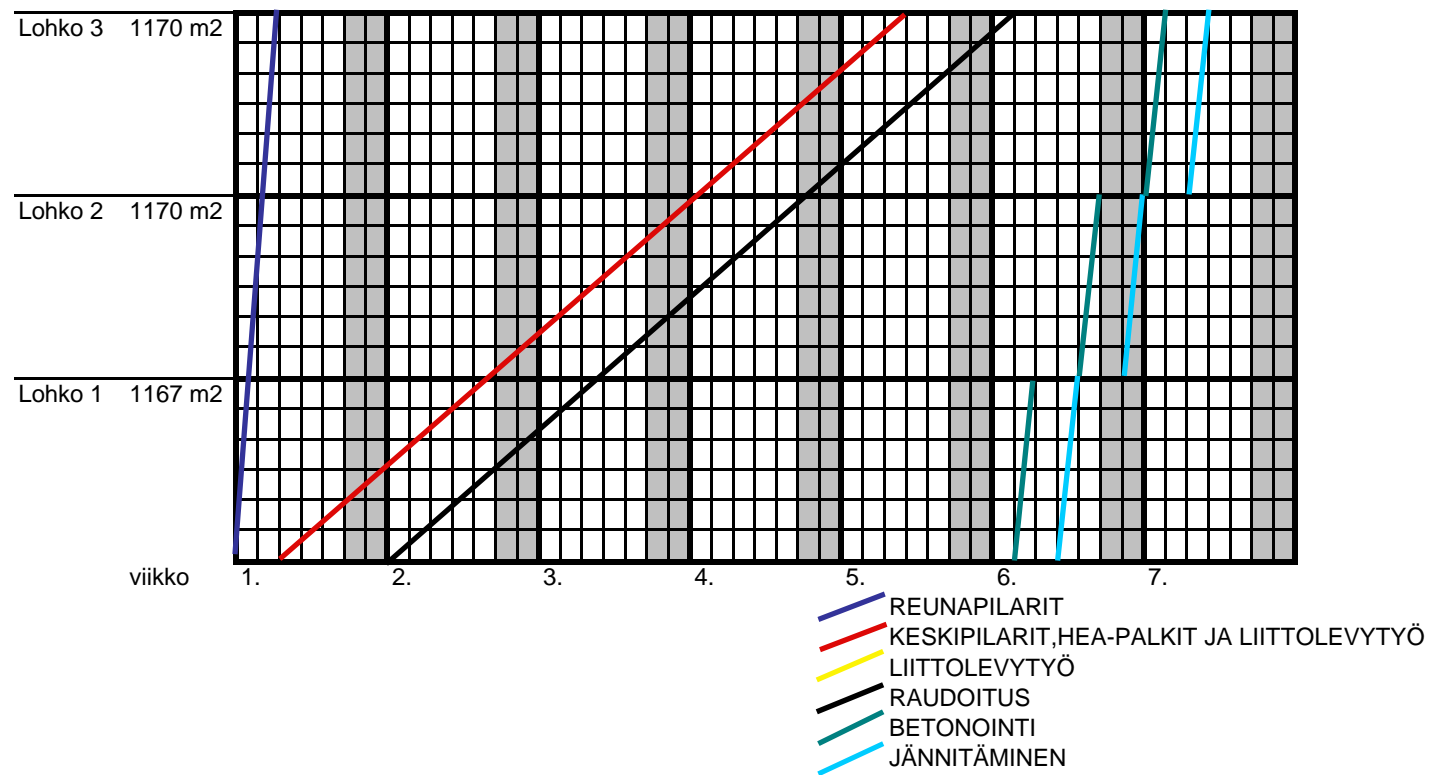 Lohko 3 1170 m2
Lohko 2 1170 m2
Lohko 1 1167 m2
viikko 1. 2. 3. 4. 5. 6. 7.
REUNAPILARIT
KESKIPILARIT,HEA-PALKIT JA LIITTOLEVYTYÖ
LIITTOLEVYTYÖ
RAUDOITUS
BETONOINTI
JÄNNITÄMINEN